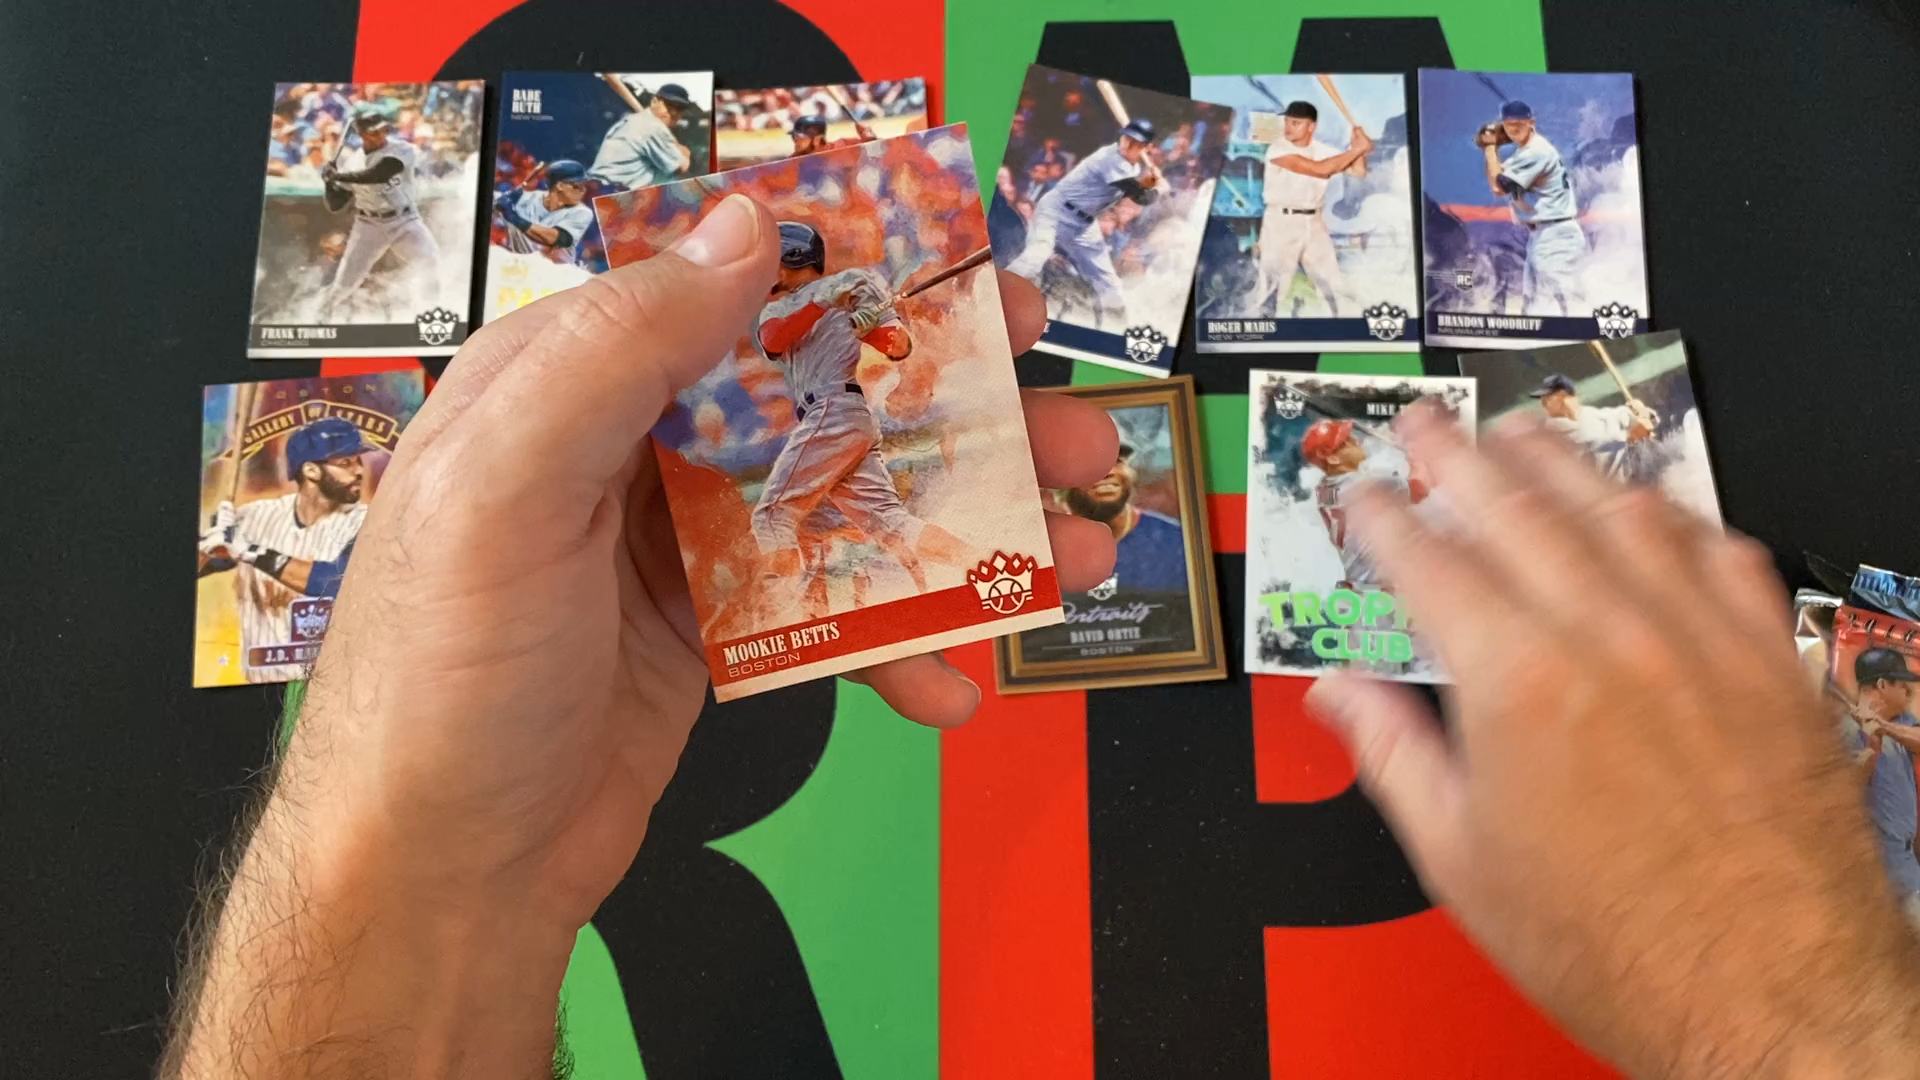 BABE
RUTH
NEW YORK
FRANK THOMAS
CHICAGO
ROGER MARIS
NEW YORK
RC
BRANDON WOODRUFF
MILWAUKEE
GALLERY OF STARS
J.D.
MIKE
MOOKIE BETTS
BOSTON
Portraits
DAVID ORTIZ
BOSTON
CLUB